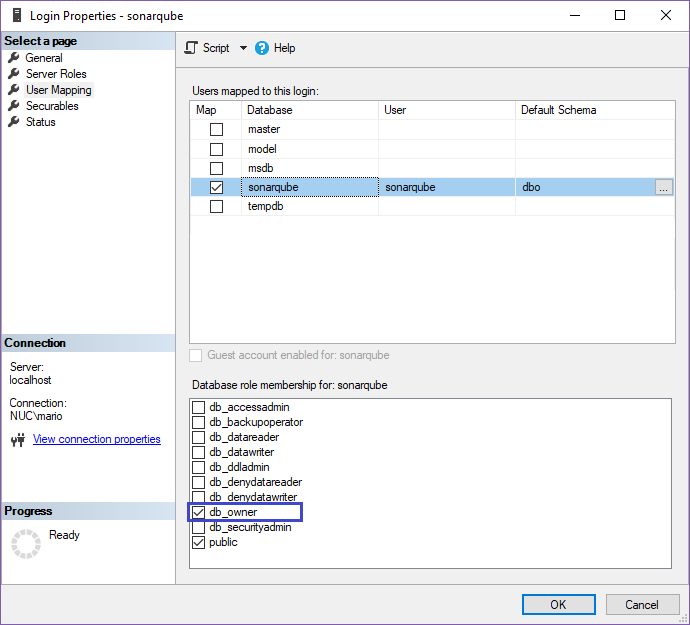 Login Properties - sonarqube
Select a page
General
Server Roles
User Mapping
Securables
Status
Script
Help
Users mapped to this login:
Map Database User Default Schema
master
model
msdb
sonarqube sonarqube dbo ...
tempdb
Guest account enabled for: sonarqube
Database role membership for: sonarqube
db_accessadmin
db_backupoperator
db_datareader
db_datawriter
db_ddladmin
db_denydatareader
db_denydatawriter
db_owner
db_securityadmin
public
Connection
Server:
localhost
Connection:
NUC\mario
View connection properties
Progress
Ready
OK Cancel